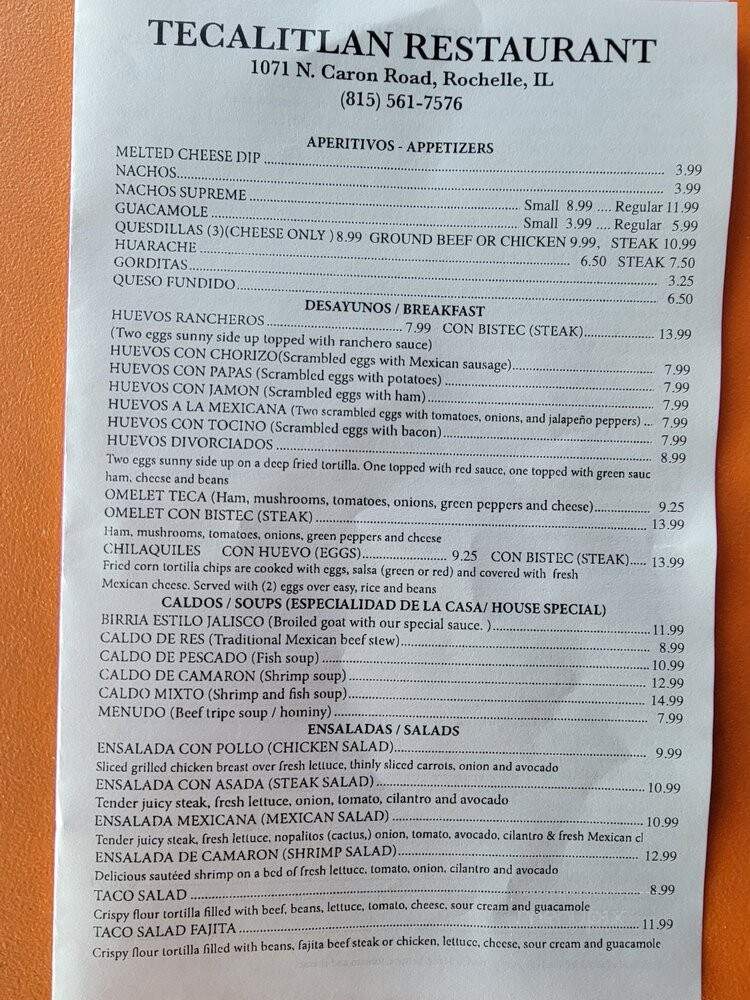 TECALITLAN RESTAURANT
1071 N. Caron Road, Rochelle, IL
(815) 561-7576
APERITIVOS - APPETIZERS
MELTED CHEESE DIP ... 3.99
NACHOS... 3.99
NACHOS SUPREME ... Small 8.99 .... Regular 11.99
GUACAMOLE ... Small 3.99 .... Regular 5.99
QUESDILLAS (3)(CHEESE ONLY ) 8.99 GROUND BEEF OR CHICKEN 9.99, STEAK 10.99
HUARACHE ... 6.50 STEAK 7.50
GORDITAS... 3.25
QUESO FUNDIDO... 6.50
DESAYUNOS / BREAKFAST
HUEVOS RANCHEROS ... 7.99 CON BISTEC (STEAK)... 13.99
(Two eggs sunny side up topped with ranchero sauce)
HUEVOS CON CHORIZO(Scrambled eggs with Mexican sausage)... 7.99
HUEVOS CON PAPAS (Scrambled eggs with potatoes) ... 7.99
HUEVOS CON JAMON (Scrambled eggs with ham)... 7.99
HUEVOS A LA MEXICANA (Two scrambled eggs with tomatoes, onions, and jalapeño peppers) ... 7.99
HUEVOS CON TOCINO (Scrambled eggs with bacon)... 7.99
HUEVOS DIVORCIADOS ... 8.99
Two eggs sunny side up on a deep fried tortilla. One topped with red sauce, one topped with green sauc
ham, cheese and beans
OMELET TECA (Ham, mushrooms, tomatoes, onions, green peppers and cheese)... 9.25
OMELET CON BISTEC (STEAK) ... 13.99
Ham, mushrooms, tomatoes, onions, green peppers and cheese
CHILAQUILES CON HUEVO (EGGS)... 9.25 CON BISTEC (STEAK)..... 13.99
Fried corn tortilla chips are cooked with eggs, salsa (green or red) and covered with fresh
Mexican cheese. Served with (2) eggs over easy, rice and beans
CALDOS / SOUPS (ESPECIALIDAD DE LA CASA/ HOUSE SPECIAL)
BIRRIA ESTILO JALISCO (Broiled goat with our special sauce. )... 11.99
CALDO DE RES (Traditional Mexican beef stew)... 8.99
CALDO DE PESCADO (Fish soup) ... 10.99
CALDO DE CAMARON (Shrimp soup) ... 12.99
CALDO MIXTO (Shrimp and fish soup)... 14.99
MENUDO (Beef tripe soup / hominy) ... 7.99
ENSALADAS / SALADS
ENSALADA CON POLLO (CHICKEN SALAD)... 9.99
Sliced grilled chicken breast over fresh lettuce, thinly sliced carrots, onion and avocado
ENSALADA CON ASADA (STEAK SALAD) ... 10.99
Tender juicy steak, fresh lettuce, onion, tomato, cilantro and avocado
ENSALADA MEXICANA (MEXICAN SALAD) ... 10.99
Tender juicy steak, fresh lettuce, nopalitos (cactus,) onion, tomato, avocado, cilantro & fresh Mexican cl
ENSALADA DE CAMARON (SHRIMP SALAD)... 12.99
Delicious sautéed shrimp on a bed of fresh lettuce, tomato, onion, cilantro and avocado
TACO SALAD ... 8.99
Crispy flour tortilla filled with beef, beans, lettuce, tomato, cheese, sour cream and guacamole
TACO SALAD FAJITA ... 11.99
Crispy flour tortilla filled with beans, fajita beef steak or chicken, lettuce, cheese, sour cream and guacamole